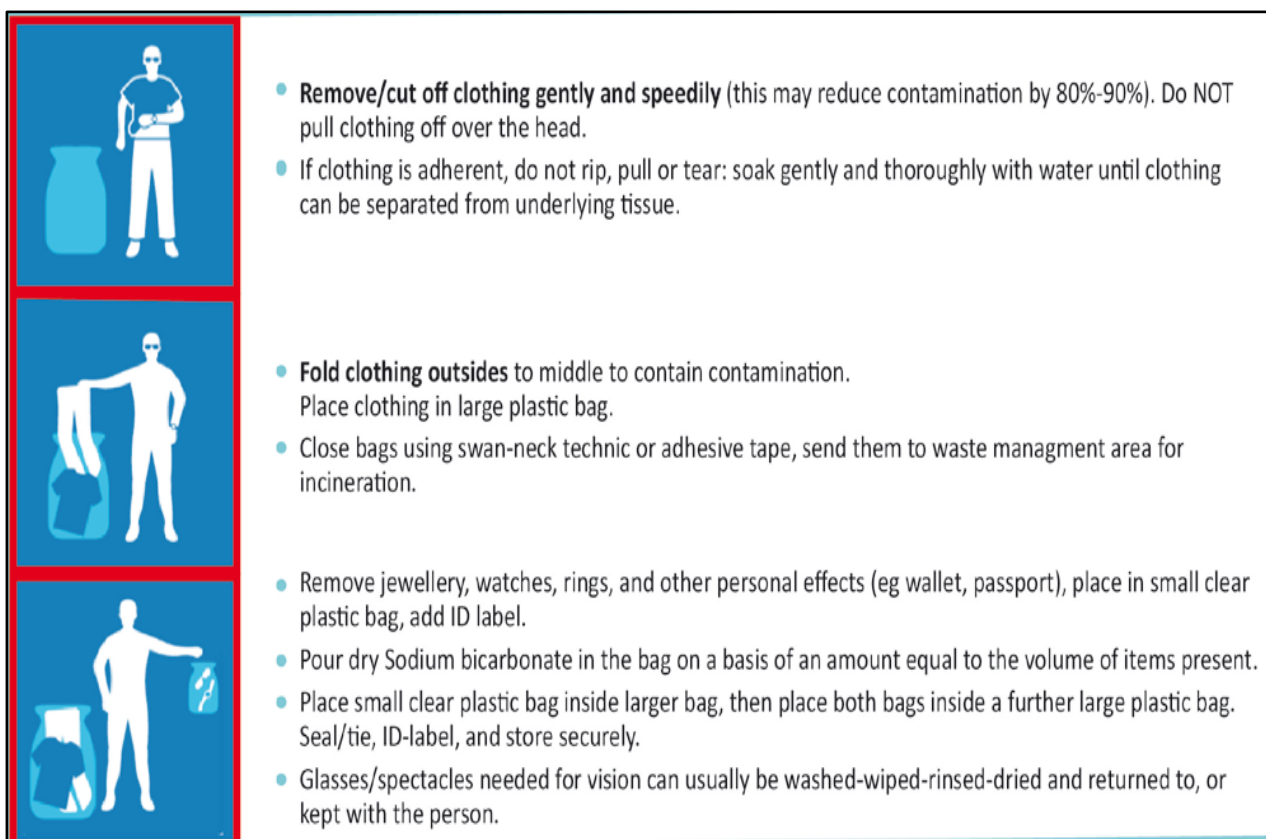 Remove/cut off clothing gently and speedily (this may reduce contamination by 80%-90%). Do NOT
pull clothing off over the head.
If clothing is adherent, do not rip, pull or tear: soak gently and thoroughly with water until clothing
can be separated from underlying tissue.
Fold clothing outsides to middle to contain contamination.
Place clothing in large plastic bag.
Close bags using swan-neck technic or adhesive tape, send them to waste managment area for
incineration.
Remove jewellery, watches, rings, and other personal effects (eg wallet, passport), place in small clear
plastic bag, add ID label.
Pour dry Sodium bicarbonate in the bag on a basis of an amount equal to the volume of items present.
Place small clear plastic bag inside larger bag, then place both bags inside a further large plastic bag.
Seal/tie, ID-label, and store securely.
Glasses/spectacles needed for vision can usually be washed-wiped-rinsed-dried and returned to, or
kept with the person.